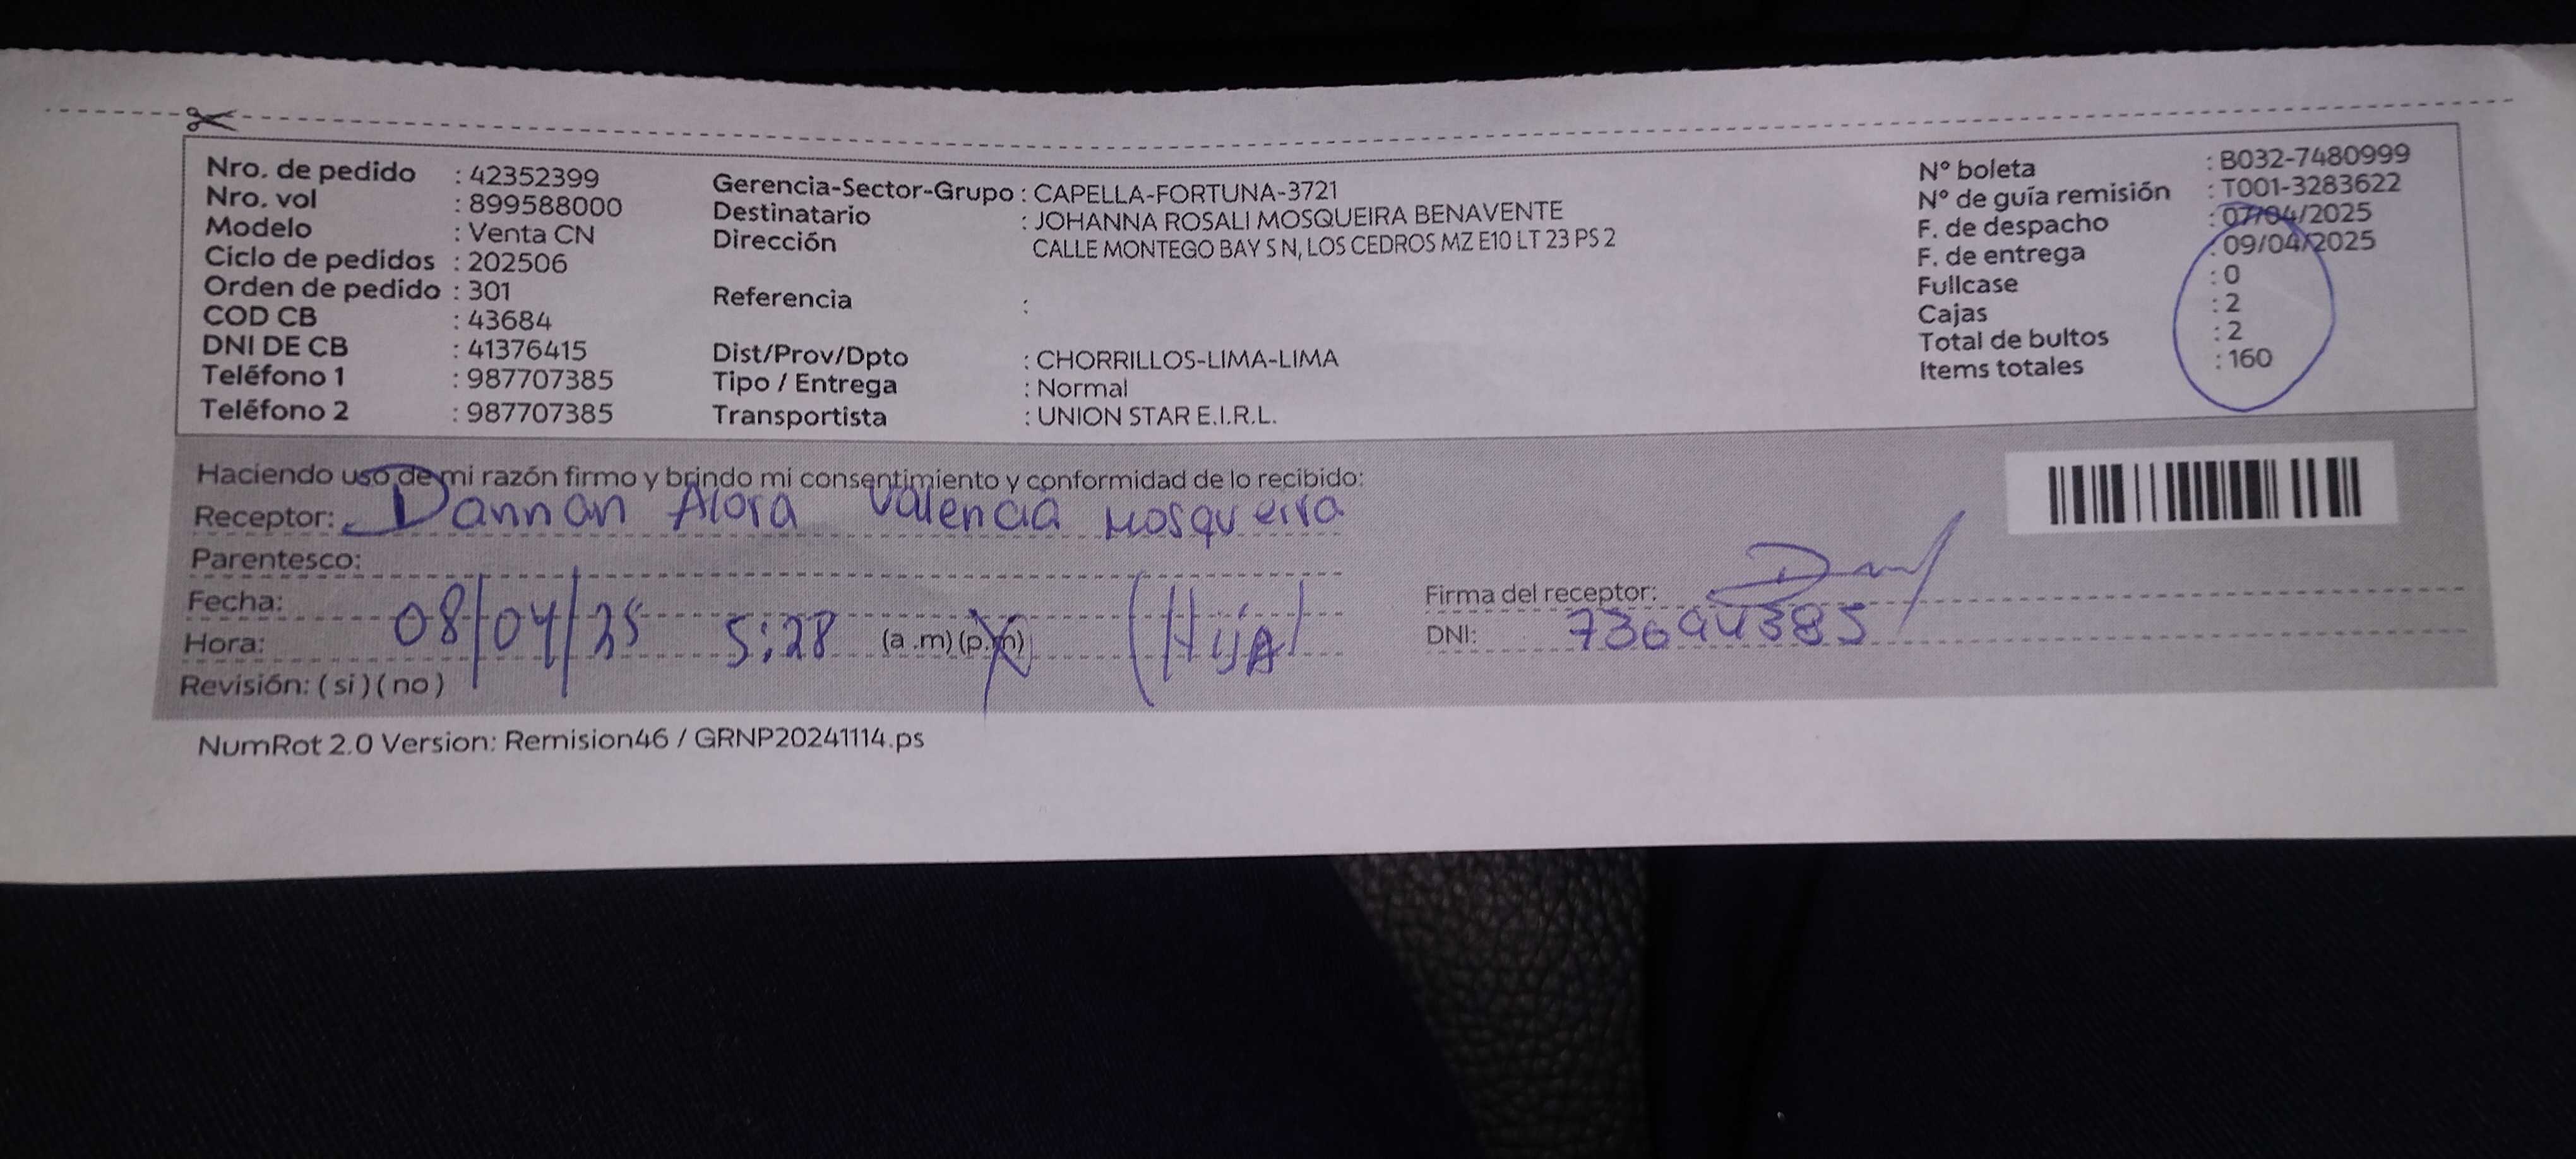 Nro. de pedido : 42352399
Nro. vol : 899588000
Modelo : Venta CN
Ciclo de pedidos : 202506
Orden de pedido : 301
COD CB : 43684
DNI DE CB : 41376415
Teléfono 1 : 987707385
Teléfono 2 : 987707385
Gerencia-Sector-Grupo : CAPELLA-FORTUNA-3721
Destinatario : JOHANNA ROSALI MOSQUEIRA BENAVENTE
Dirección CALLE MONTEGO BAY S N, LOS CEDROS MZ E10 LT 23 PS 2
Referencia :
Dist/Prov/Dpto : CHORRILLOS-LIMA-LIMA
Tipo / Entrega : Normal
Transportista : UNION STAR E.I.R.L.
N° boleta : B032-7480999
N° de guía remisión : T001-3283622
F. de despacho : 07/04/2025
F. de entrega : 09/04/2025
Fullcase : 0
Cajas : 2
Total de bultos : 2
Items totales : 160
Haciendo uso de mi razón firmo y brindo mi consentimiento y conformidad de lo recibido:
Receptor: Dannan Alora Valencia Mosqueira
Parentesco:
Fecha: 08/04/25
Hora: 5:28 (a .m) (p.m) (Hija)
Revisión: ( si ) ( no )
Firma del receptor:
DNI: 73694385
NumRot 2.0 Version: Remision46 / GRNP20241114.ps